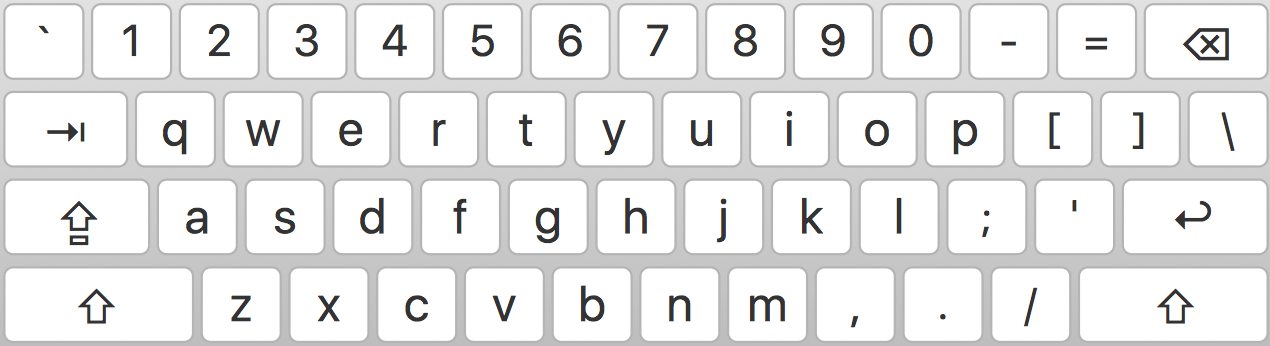 ` 1 2 3 4 5 6 7 8 9 0 - = ⌫
⇥ q w e r t y u i o p [ ] \
⇪ a s d f g h j k l ; ' ↩
⇧ z x c v b n m , . / ⇧